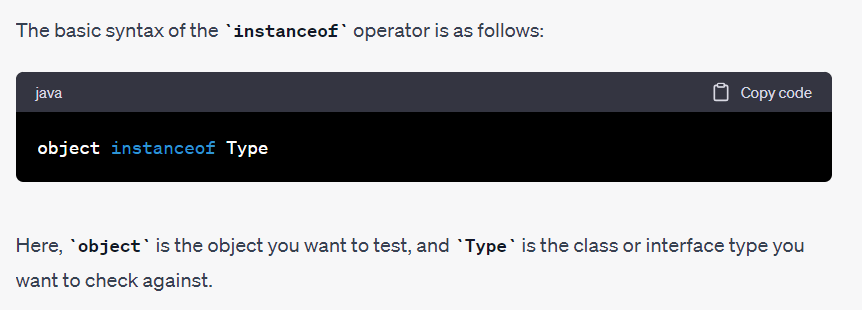 The basic syntax of the `instanceof` operator is as follows:
java Copy code
object instanceof Type
Here, `object` is the object you want to test, and `Type` is the class or interface type you
want to check against.